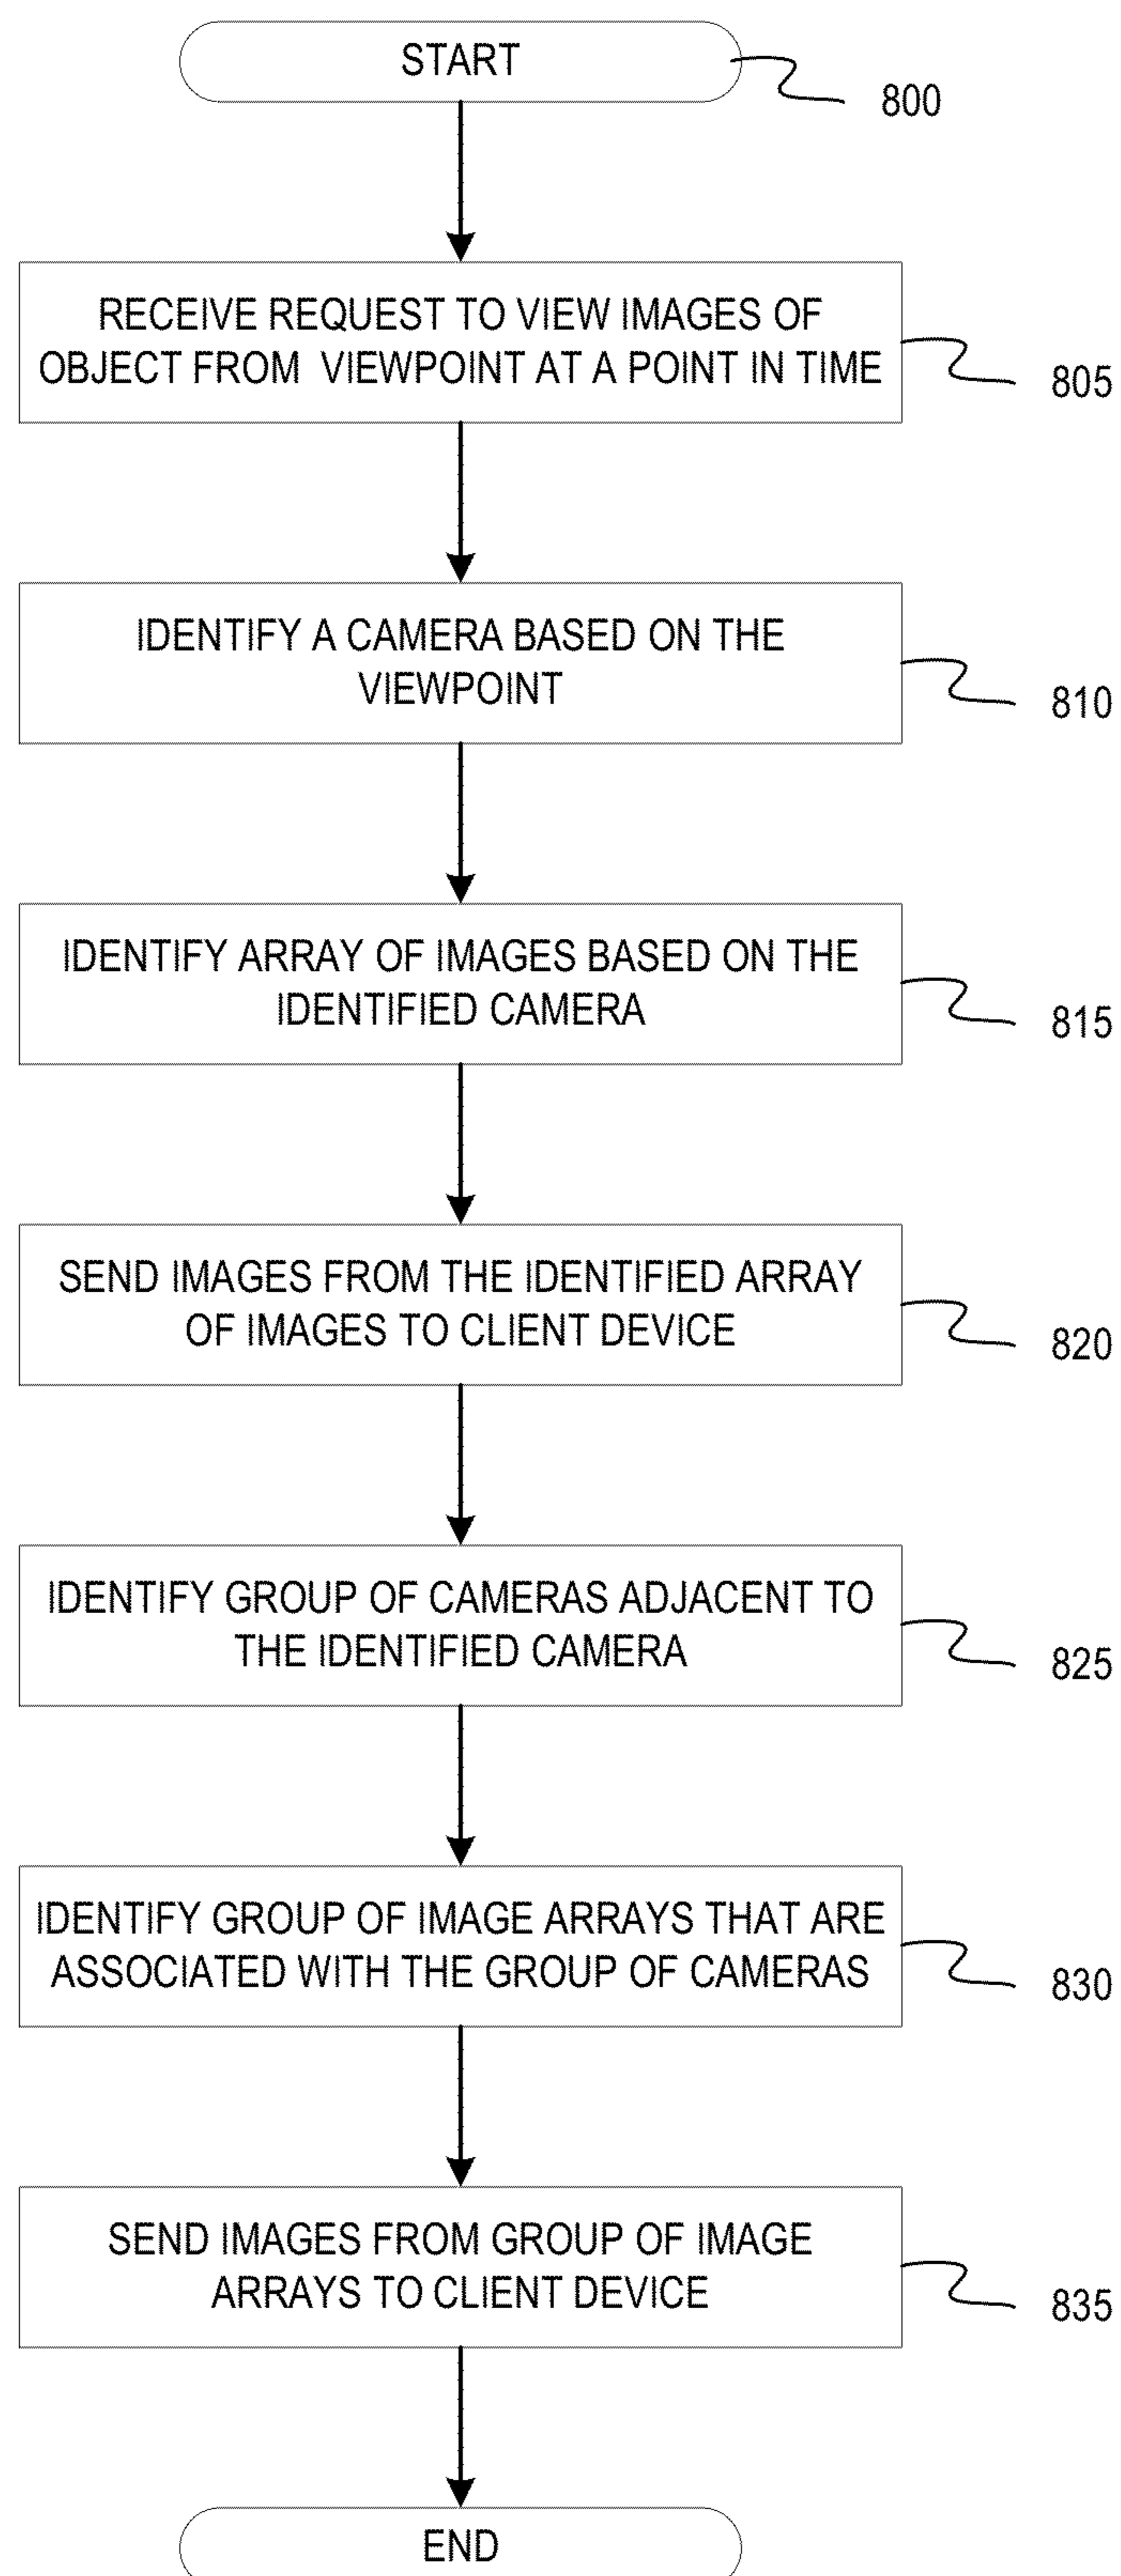 START
800
RECEIVE REQUEST TO VIEW IMAGES OF
OBJECT FROM VIEWPOINT AT A POINT IN TIME
805
IDENTIFY A CAMERA BASED ON THE
VIEWPOINT
810
IDENTIFY ARRAY OF IMAGES BASED ON THE
IDENTIFIED CAMERA
815
SEND IMAGES FROM THE IDENTIFIED ARRAY
OF IMAGES TO CLIENT DEVICE
820
IDENTIFY GROUP OF CAMERAS ADJACENT TO
THE IDENTIFIED CAMERA
825
IDENTIFY GROUP OF IMAGE ARRAYS THAT ARE
ASSOCIATED WITH THE GROUP OF CAMERAS
830
SEND IMAGES FROM GROUP OF IMAGE
ARRAYS TO CLIENT DEVICE
835
END